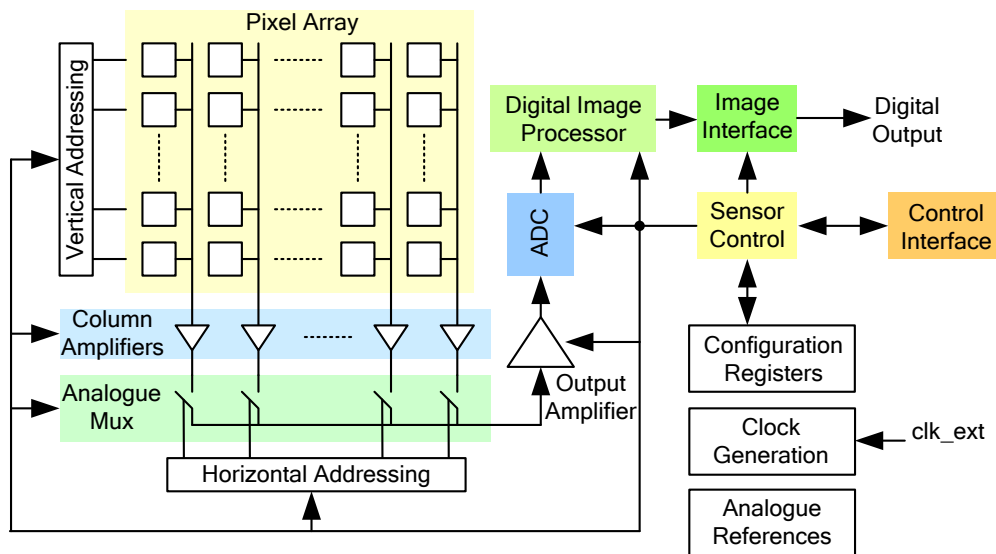 Pixel Array
Vertical Addressing
Digital Image
Processor
Image
Interface
Digital
Output
ADC
Sensor
Control
Control
Interface
Column
Amplifiers
Configuration
Registers
Analogue
Mux
Output
Amplifier
Clock
Generation
clk_ext
Horizontal Addressing
Analogue
References